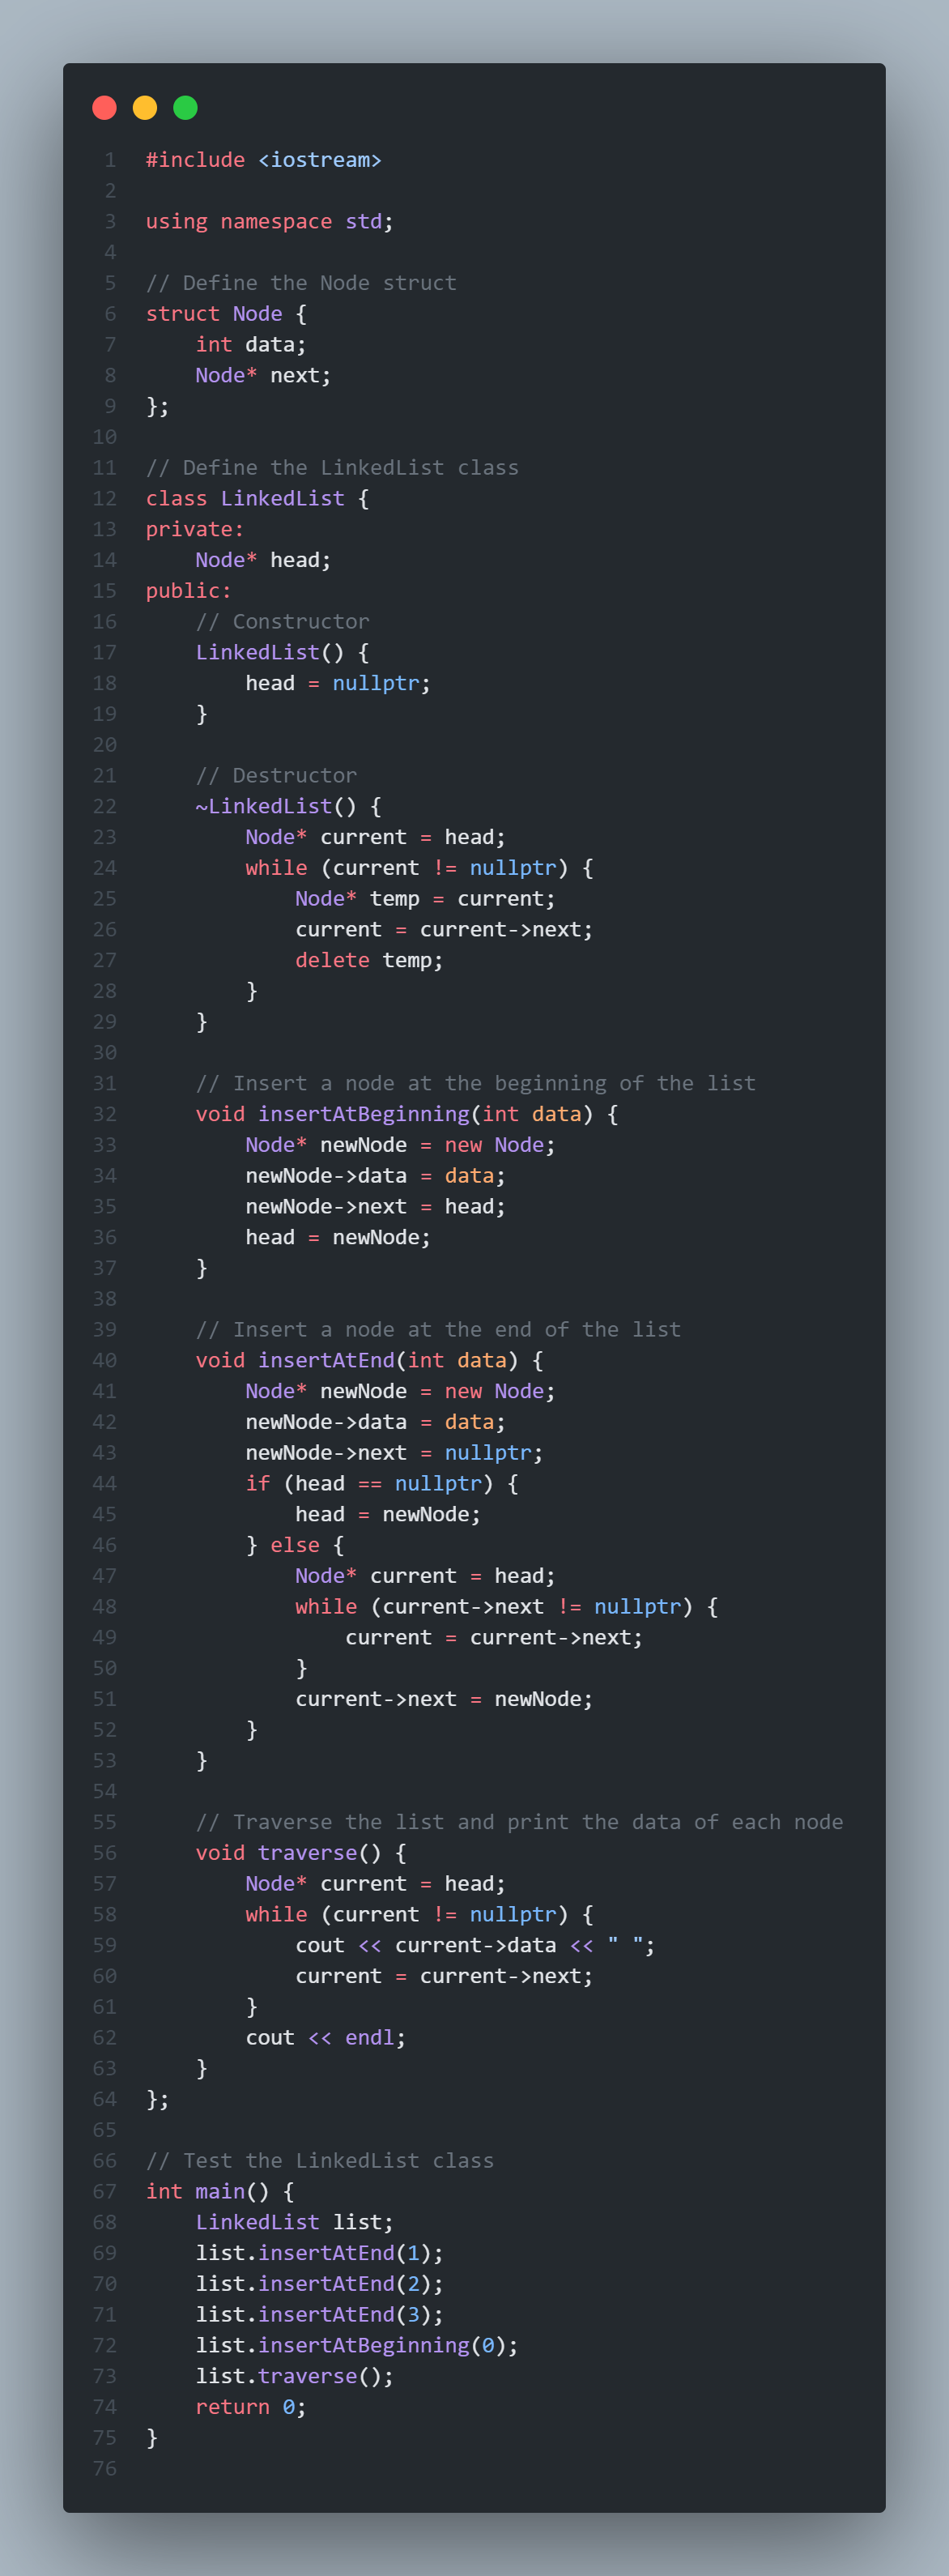 1 #include <iostream>
2
3 using namespace std;
4
5 // Define the Node struct
6 struct Node {
7     int data;
8     Node* next;
9 };
10
11 // Define the LinkedList class
12 class LinkedList {
13 private:
14     Node* head;
15 public:
16     // Constructor
17     LinkedList() {
18         head = nullptr;
19     }
20
21     // Destructor
22     ~LinkedList() {
23         Node* current = head;
24         while (current != nullptr) {
25             Node* temp = current;
26             current = current->next;
27             delete temp;
28         }
29     }
30
31     // Insert a node at the beginning of the list
32     void insertAtBeginning(int data) {
33         Node* newNode = new Node;
34         newNode->data = data;
35         newNode->next = head;
36         head = newNode;
37     }
38
39     // Insert a node at the end of the list
40     void insertAtEnd(int data) {
41         Node* newNode = new Node;
42         newNode->data = data;
43         newNode->next = nullptr;
44         if (head == nullptr) {
45             head = newNode;
46         } else {
47             Node* current = head;
48             while (current->next != nullptr) {
49                 current = current->next;
50             }
51             current->next = newNode;
52         }
53     }
54
55     // Traverse the list and print the data of each node
56     void traverse() {
57         Node* current = head;
58         while (current != nullptr) {
59             cout << current->data << " ";
60             current = current->next;
61         }
62         cout << endl;
63     }
64 };
65
66 // Test the LinkedList class
67 int main() {
68     LinkedList list;
69     list.insertAtEnd(1);
70     list.insertAtEnd(2);
71     list.insertAtEnd(3);
72     list.insertAtBeginning(0);
73     list.traverse();
74     return 0;
75 }
76